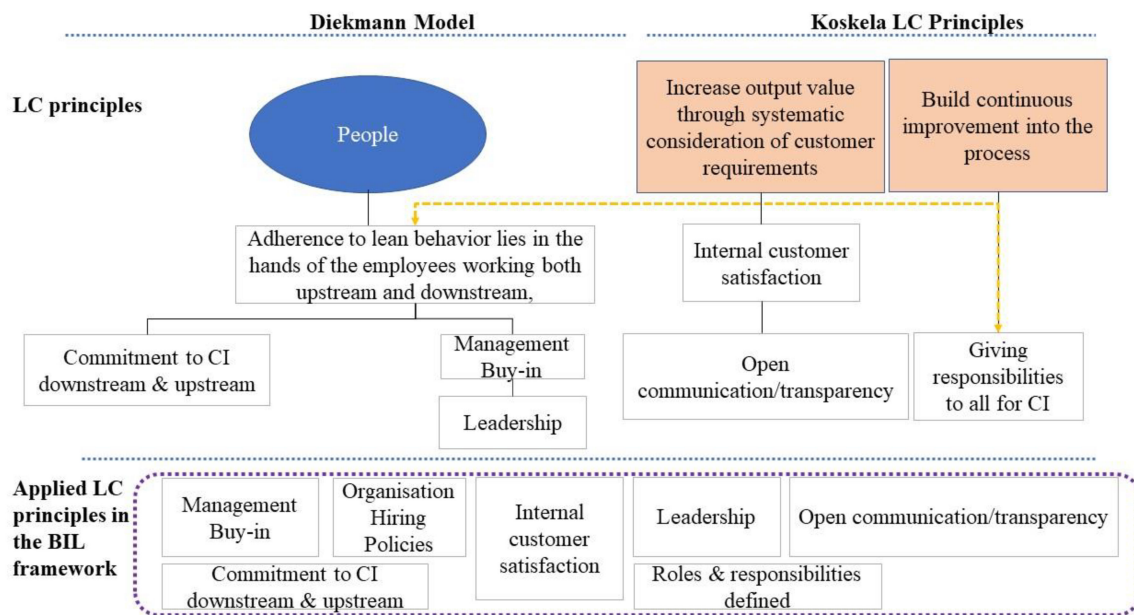 Diekmann Model
Koskela LC Principles
LC principles
People
Increase output value
through systematic
consideration of customer
requirements
Build continuous
improvement into the
process
Adherence to lean behavior lies in the
hands of the employees working both
upstream and downstream,
Internal customer
satisfaction
Commitment to CI
downstream & upstream
Management
Buy-in
Leadership
Open
communication/transparency
Giving
responsibilities
to all for CI
Applied LC
principles in
the BIL
framework
Management
Buy-in
Organisation
Hiring
Policies
Internal
customer
satisfaction
Leadership
Open communication/transparency
Commitment to CI
downstream & upstream
Roles & responsibilities
defined